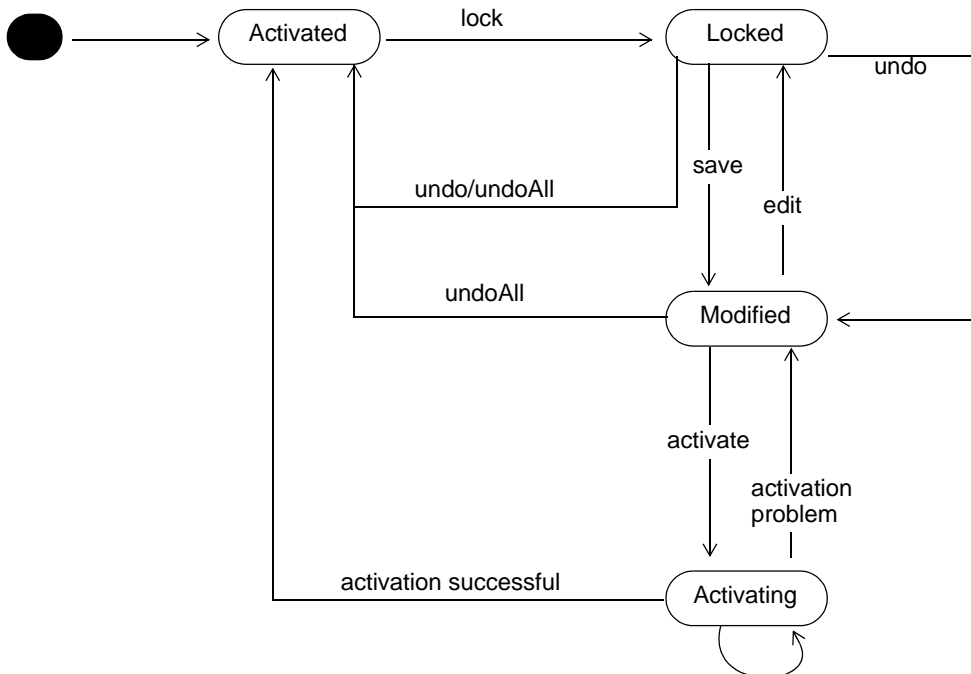 lock
Activated
Locked
undo
save
undo/undoAll
edit
undoAll
Modified
activate
activation
problem
activation successful
Activating